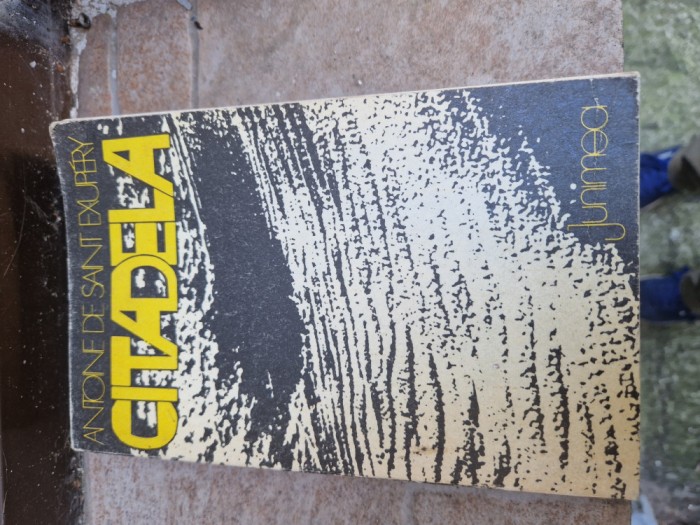 ANTOINE DE SAINT EXUPÉRY
CITADELA
Junimea